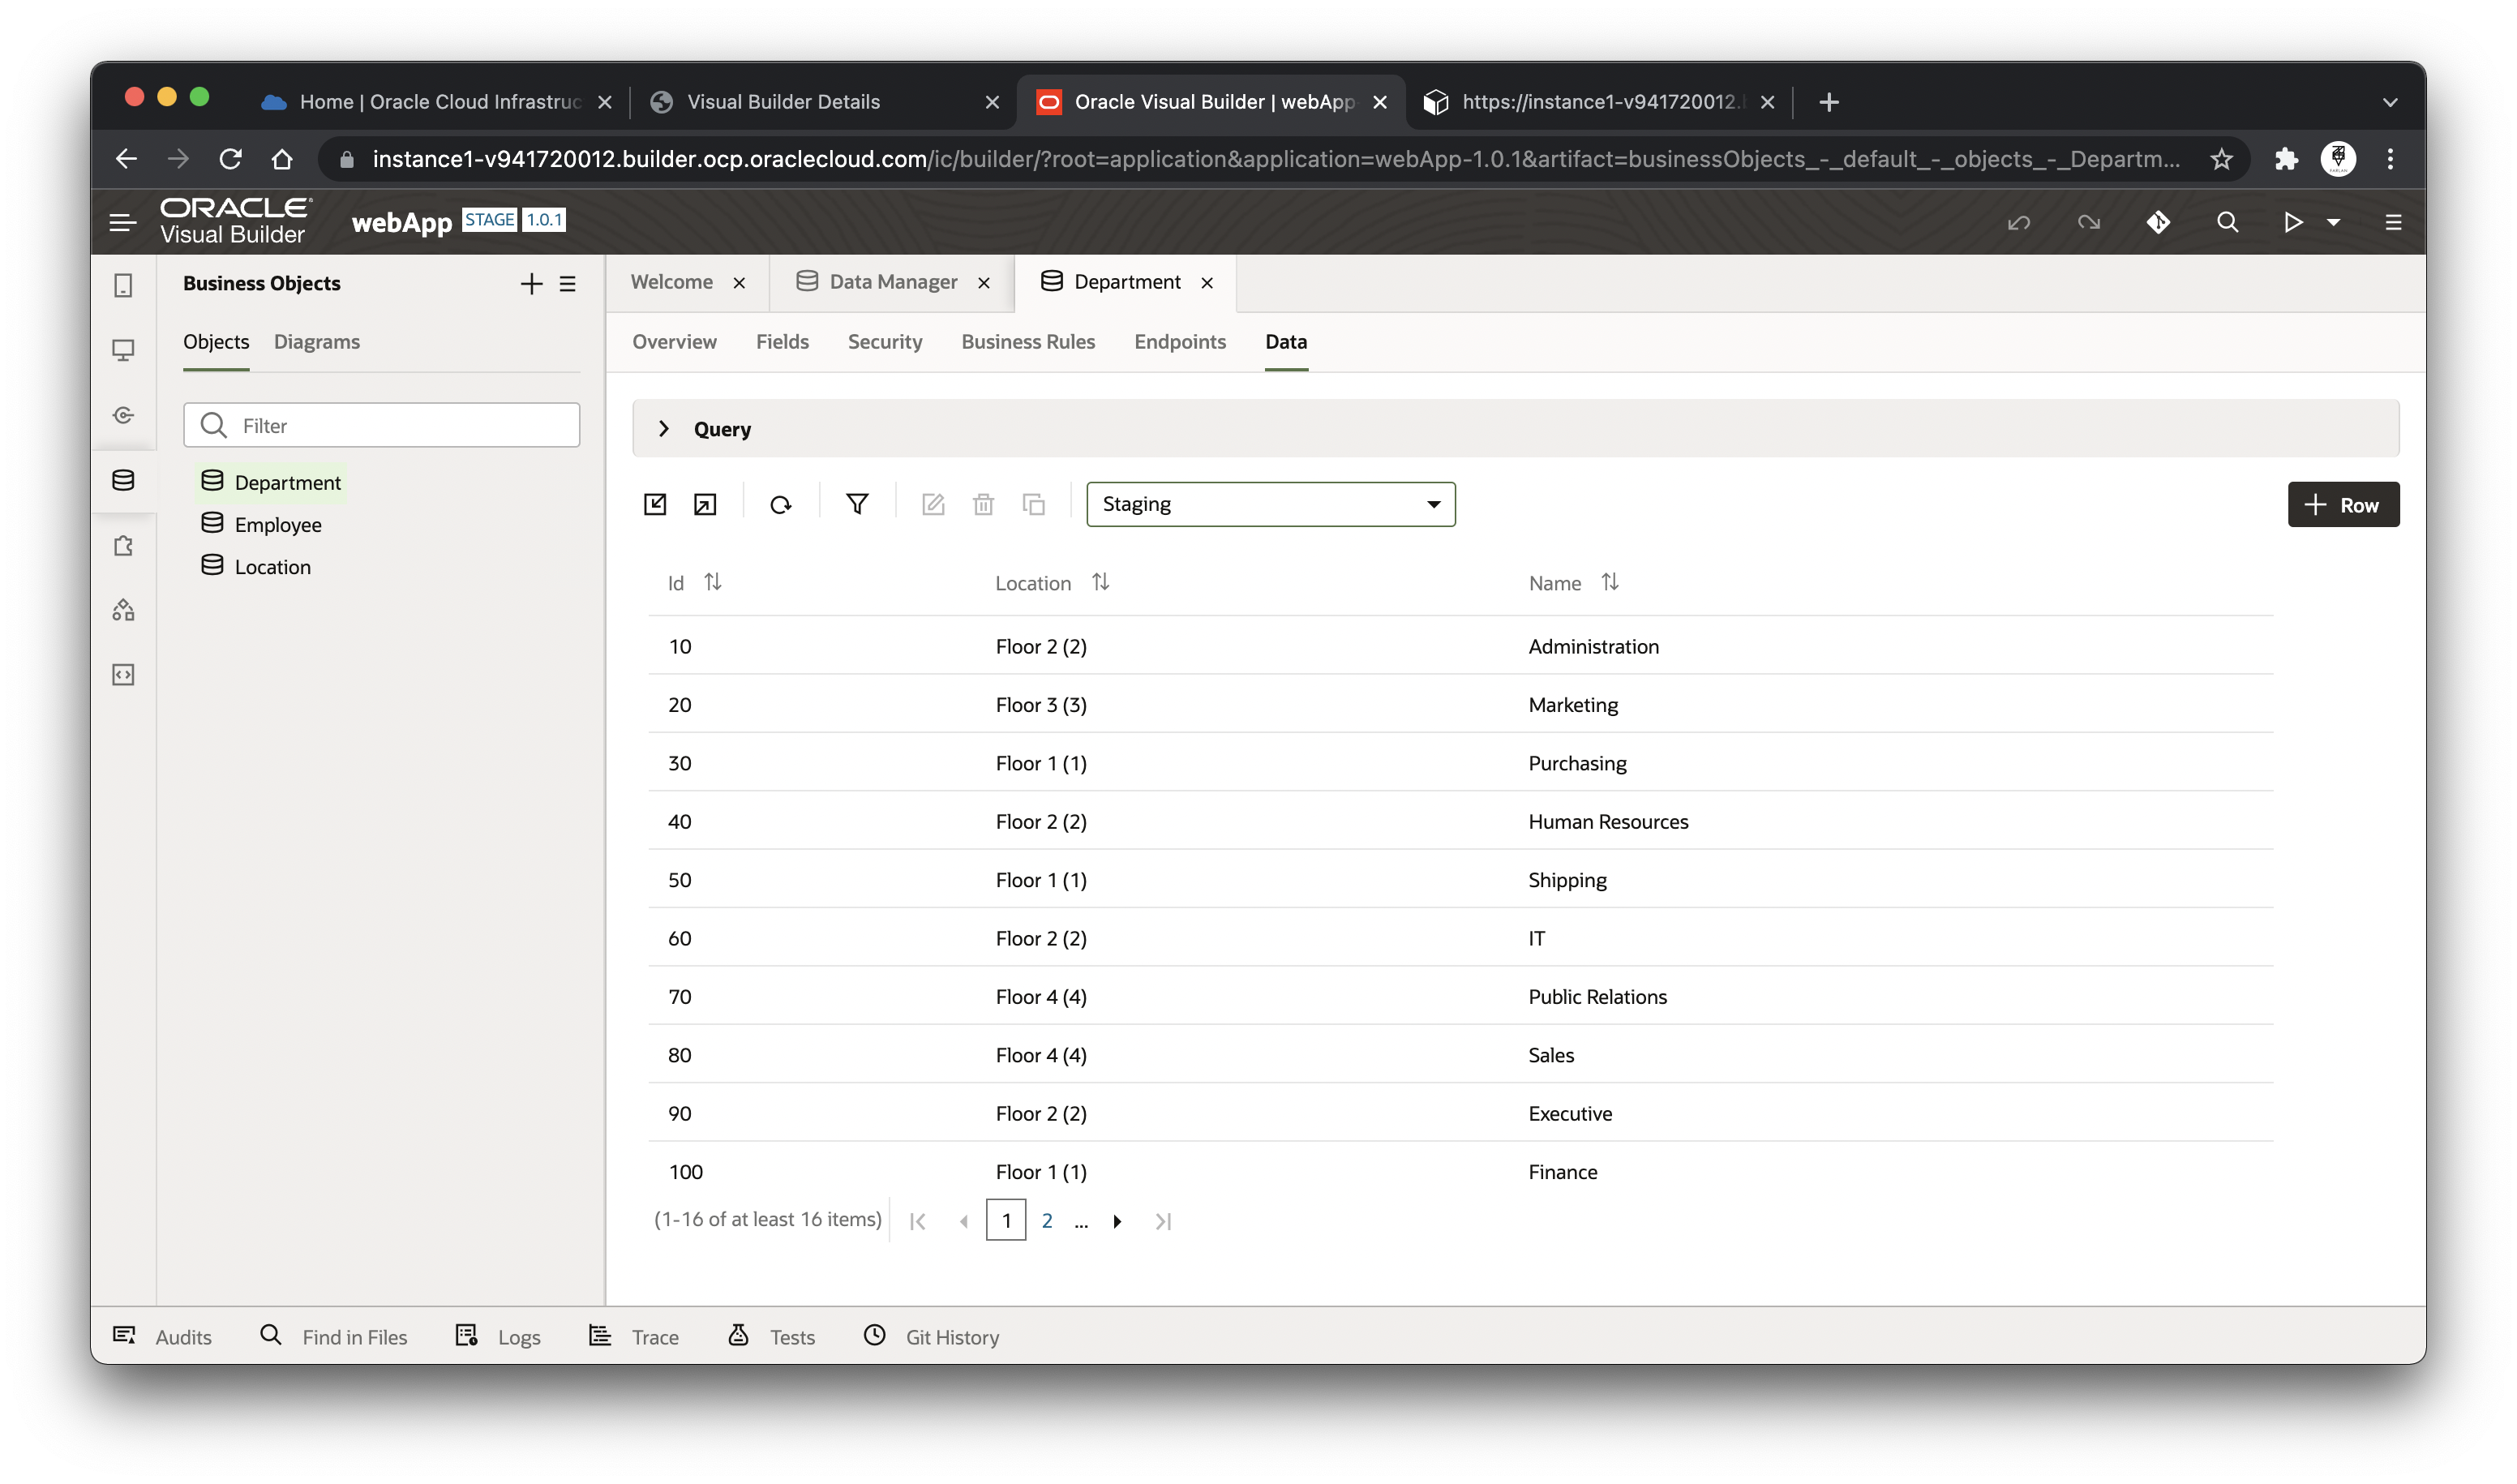 Home | Oracle Cloud Infrastruc
Visual Builder Details
Oracle Visual Builder | webApp-
https://instance1-v941720012.b
instance1-v941720012.builder.ocp.oraclecloud.com/ic/builder/?root=application&application=webApp-1.0.1&artifact=businessObjects_-_default_-_objects_-_Departm...
ORACLE
Visual Builder
webApp STAGE 1.0.1
Business Objects
Objects Diagrams
Filter
Department
Employee
Location
Welcome
Data Manager
Department
Overview Fields Security Business Rules Endpoints Data
Query
Staging
Row
Id Location Name
10 Floor 2 (2) Administration
20 Floor 3 (3) Marketing
30 Floor 1 (1) Purchasing
40 Floor 2 (2) Human Resources
50 Floor 1 (1) Shipping
60 Floor 2 (2) IT
70 Floor 4 (4) Public Relations
80 Floor 4 (4) Sales
90 Floor 2 (2) Executive
100 Floor 1 (1) Finance
(1-16 of at least 16 items) 1 2 ...
Audits Find in Files Logs Trace Tests Git History